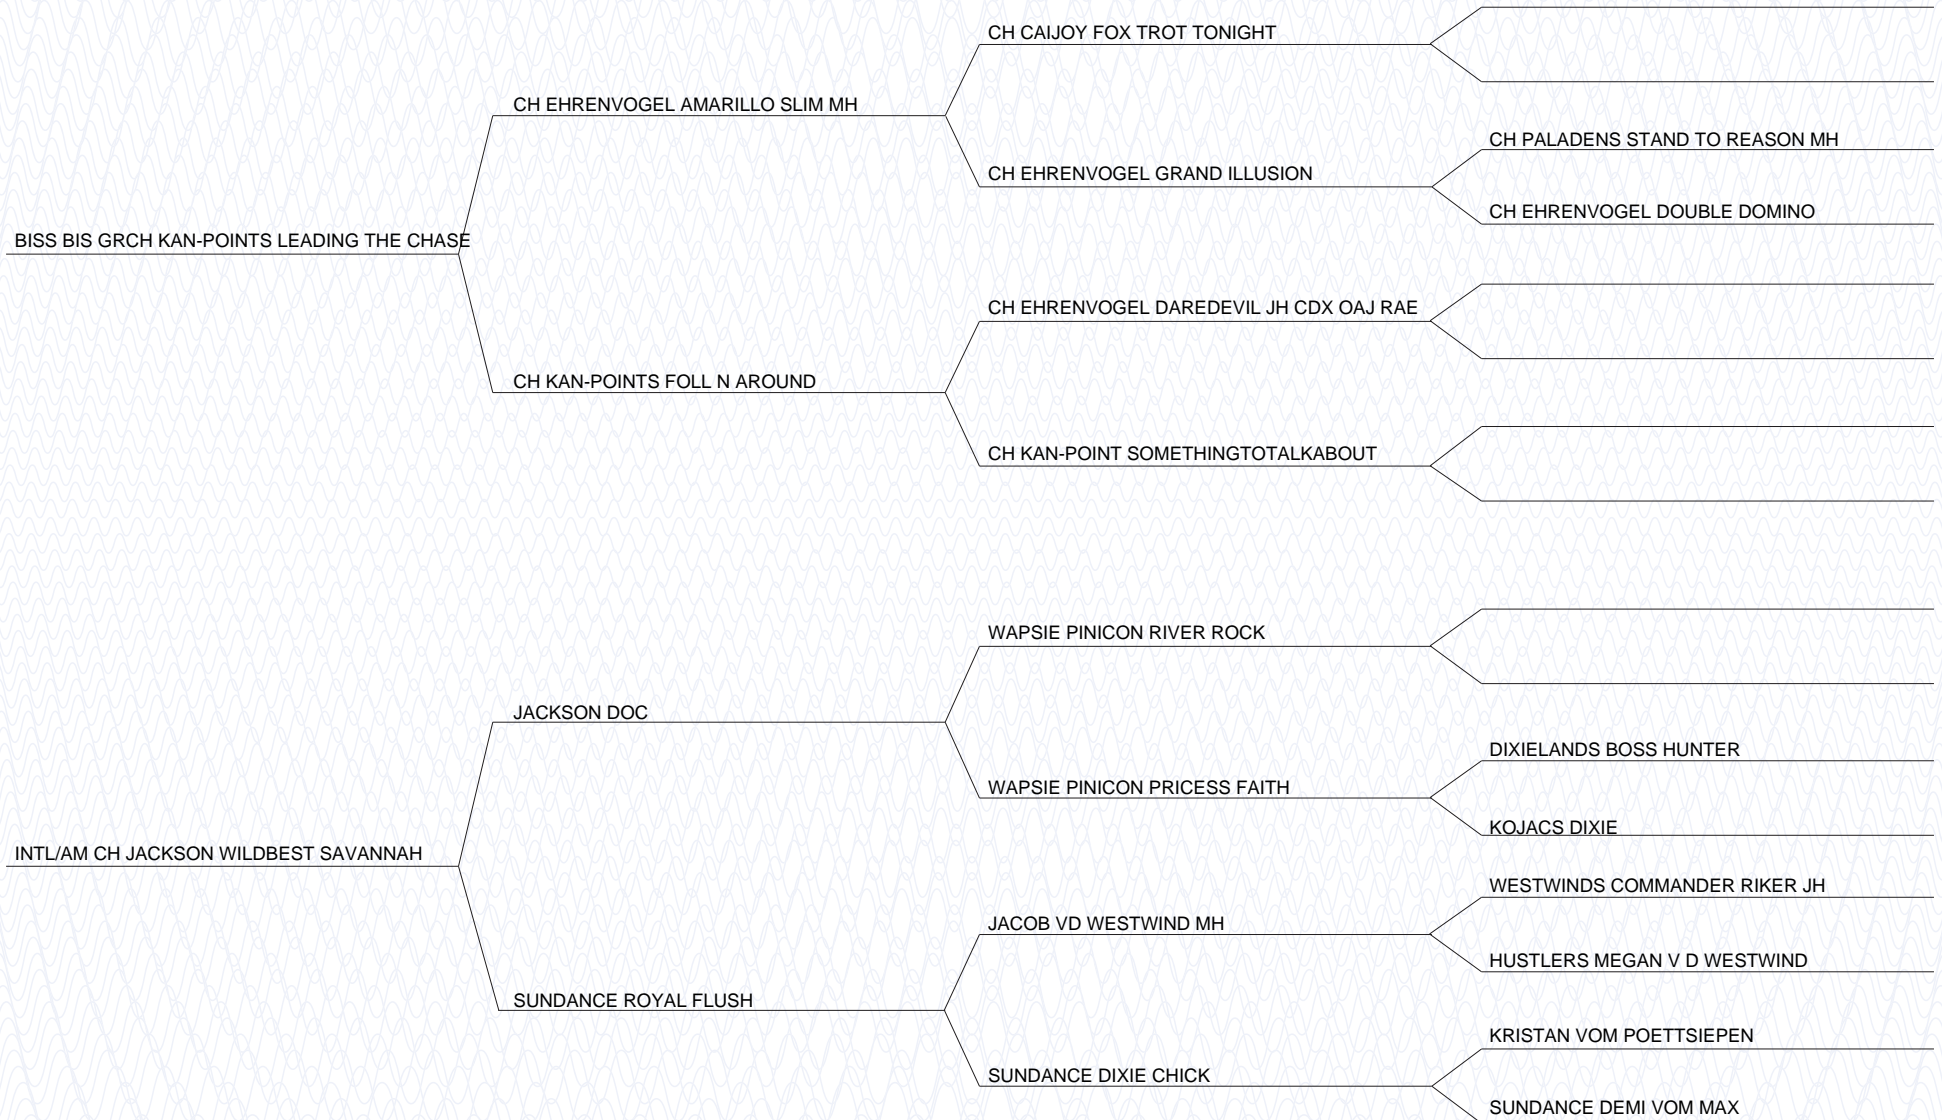 CH CAIJOY FOX TROT TONIGHT
CH EHRENVOGEL AMARILLO SLIM MH
CH PALADENS STAND TO REASON MH
CH EHRENVOGEL GRAND ILLUSION
CH EHRENVOGEL DOUBLE DOMINO
BISS BIS GRCH KAN-POINTS LEADING THE CHASE
CH EHRENVOGEL DAREDEVIL JH CDX OAJ RAE
CH KAN-POINTS FOLL N AROUND
CH KAN-POINT SOMETHINGTOTALKABOUT
WAPSIE PINICON RIVER ROCK
JACKSON DOC
DIXIELANDS BOSS HUNTER
WAPSIE PINICON PRICESS FAITH
KOJACS DIXIE
INTL/AM CH JACKSON WILDBEST SAVANNAH
WESTWINDS COMMANDER RIKER JH
JACOB VD WESTWIND MH
HUSTLERS MEGAN V D WESTWIND
SUNDANCE ROYAL FLUSH
KRISTAN VOM POETTSIEPEN
SUNDANCE DIXIE CHICK
SUNDANCE DEMI VOM MAX